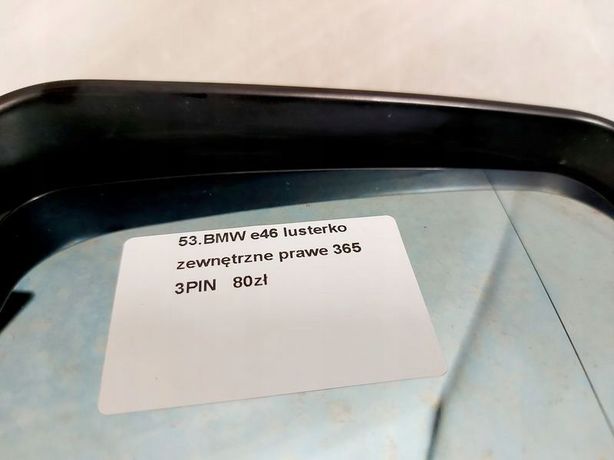 53.BMW e46 lusterko
zewnętrzne prawe 365
3PIN 80zł